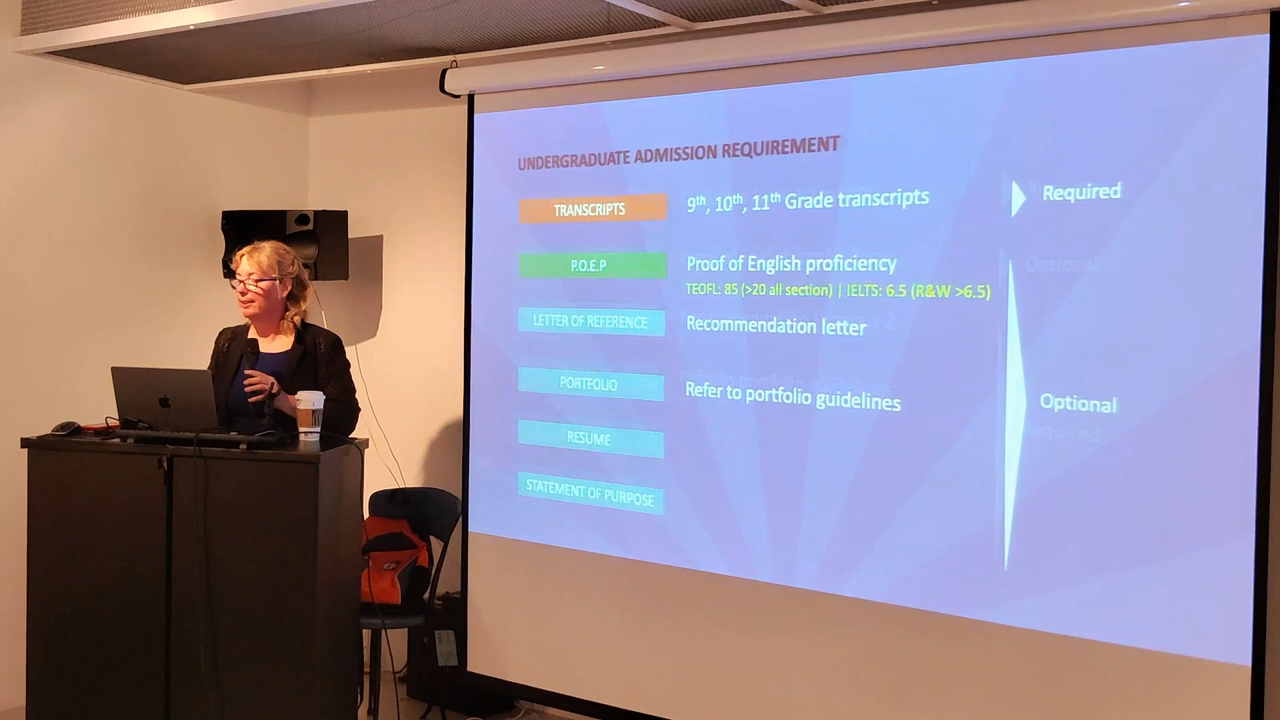 UNDERGRADUATE ADMISSION REQUIREMENT
TRANSCRIPTS
9th, 10th, 11th Grade transcripts
Required
P.O.E.P
Proof of English proficiency
Optional
TEOFL: 85 (>20 all section) | IELTS: 6.5 (R&W >6.5)
LETTER OF REFERENCE
Recommendation letter
PORTFOLIO
Refer to portfolio guidelines
Optional
RESUME
STATEMENT OF PURPOSE